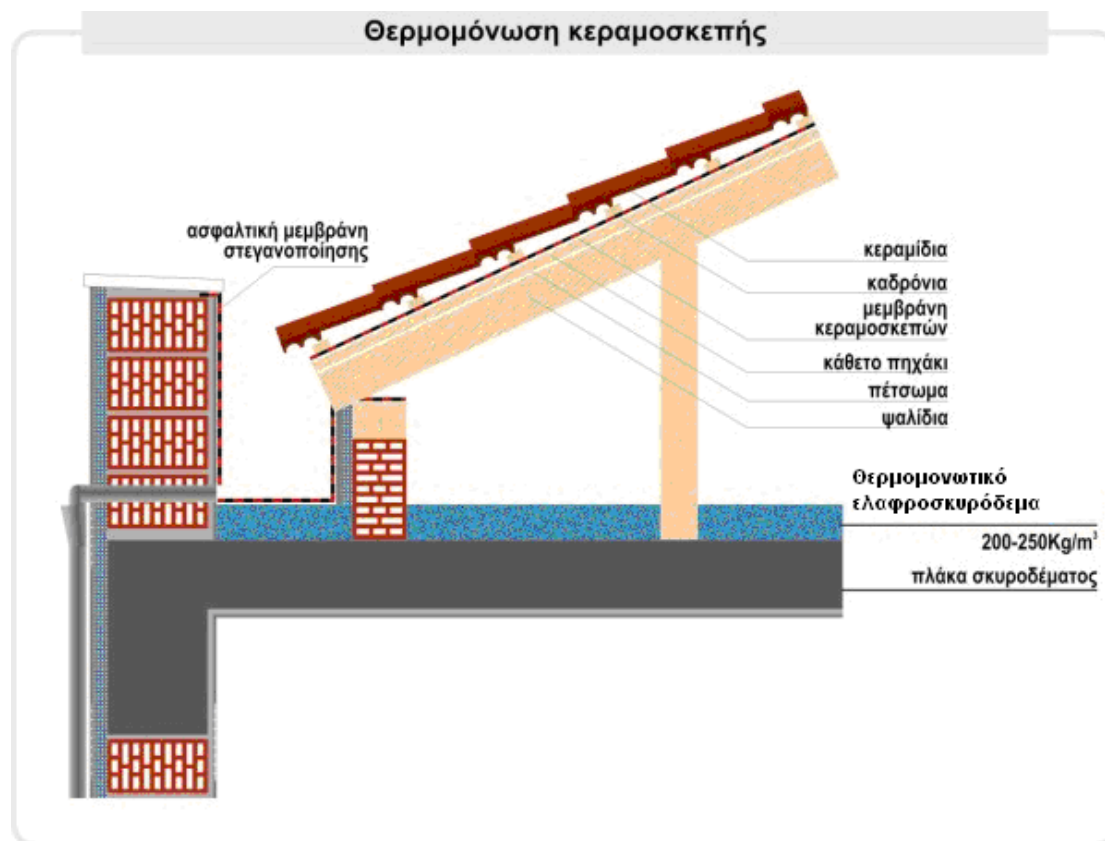 Θερμομόνωση κεραμοσκεπής
ασφαλτική μεμβράνη
στεγανοποίησης
κεραμίδια
καδρόνια
μεμβράνη
κεραμοσκεπών
κάθετο πηχάκι
πέτσωμα
ψαλίδια
Θερμομονωτικό
ελαφροσκυρόδεμα
200-250Kg/m³
πλάκα σκυροδέματος